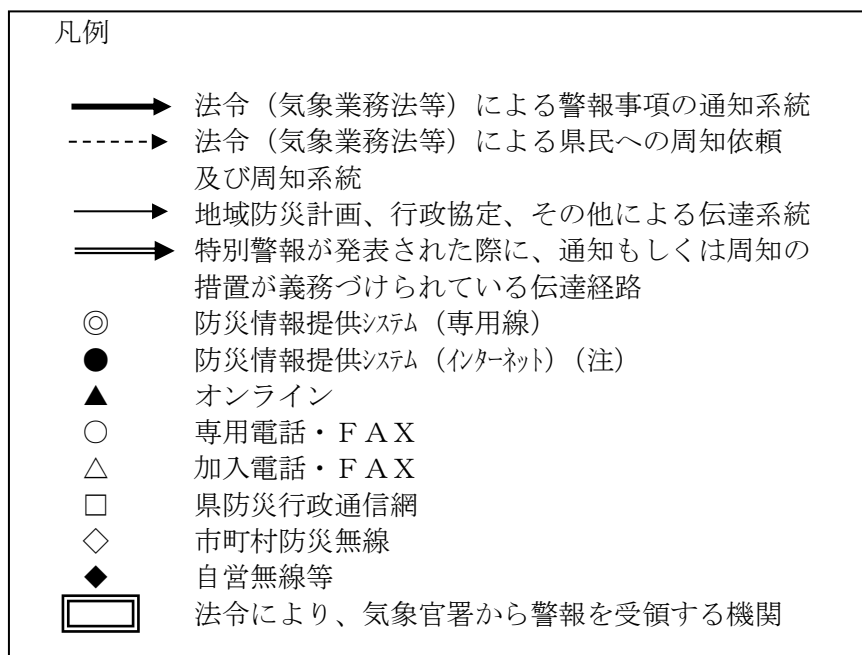 凡例
法令（気象業務法等）による警報事項の通知系統
法令（気象業務法等）による県民への周知依頼
及び周知系統
地域防災計画、行政協定、その他による伝達系統
特別警報が発表された際に、通知もしくは周知の
措置が義務づけられている伝達経路
◎ 防災情報提供ｼｽﾃﾑ（専用線）
● 防災情報提供ｼｽﾃﾑ（ｲﾝﾀｰﾈｯﾄ）（注）
▲ オンライン
○ 専用電話・ＦＡＸ
△ 加入電話・ＦＡＸ
□ 県防災行政通信網
◇ 市町村防災無線
◆ 自営無線等
法令により、気象官署から警報を受領する機関